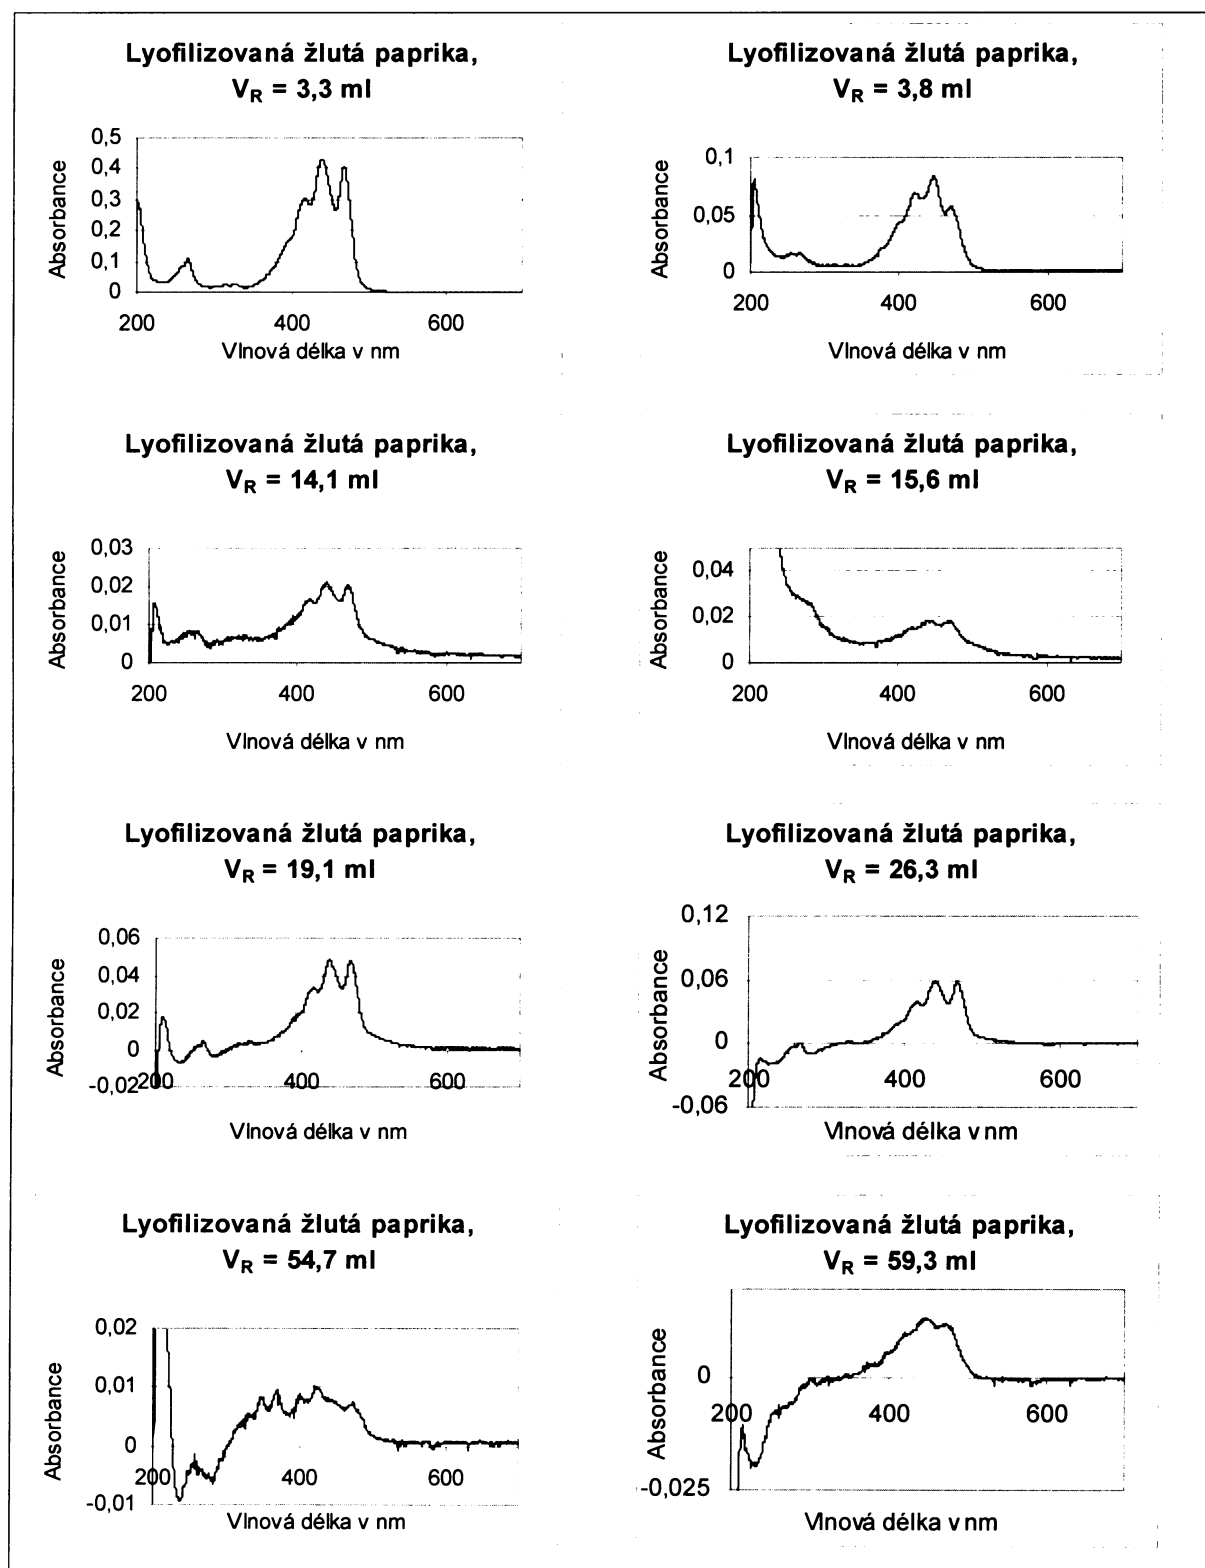 Lyofilizovaná žlutá paprika,
V_R = 3,3 ml
0,5
0,4
0,3
0,2
0,1
0
Absorbance
200
400
600
Vlnová délka v nm
Lyofilizovaná žlutá paprika,
V_R = 3,8 ml
0,1
0,05
0
Absorbance
200
400
600
Vlnová délka v nm
Lyofilizovaná žlutá paprika,
V_R = 14,1 ml
0,03
0,02
0,01
0
Absorbance
200
400
600
Vlnová délka v nm
Lyofilizovaná žlutá paprika,
V_R = 15,6 ml
0,04
0,02
0
Absorbance
200
400
600
Vlnová délka v nm
Lyofilizovaná žlutá paprika,
V_R = 19,1 ml
0,06
0,04
0,02
0
-0,02
Absorbance
200
400
600
Vlnová délka v nm
Lyofilizovaná žlutá paprika,
V_R = 26,3 ml
0,12
0,06
0
-0,06
Absorbance
200
400
600
Vlnová délka v nm
Lyofilizovaná žlutá paprika,
V_R = 54,7 ml
0,02
0,01
0
-0,01
Absorbance
200
400
600
Vlnová délka v nm
Lyofilizovaná žlutá paprika,
V_R = 59,3 ml
0
-0,025
Absorbance
200
400
600
Vlnová délka v nm